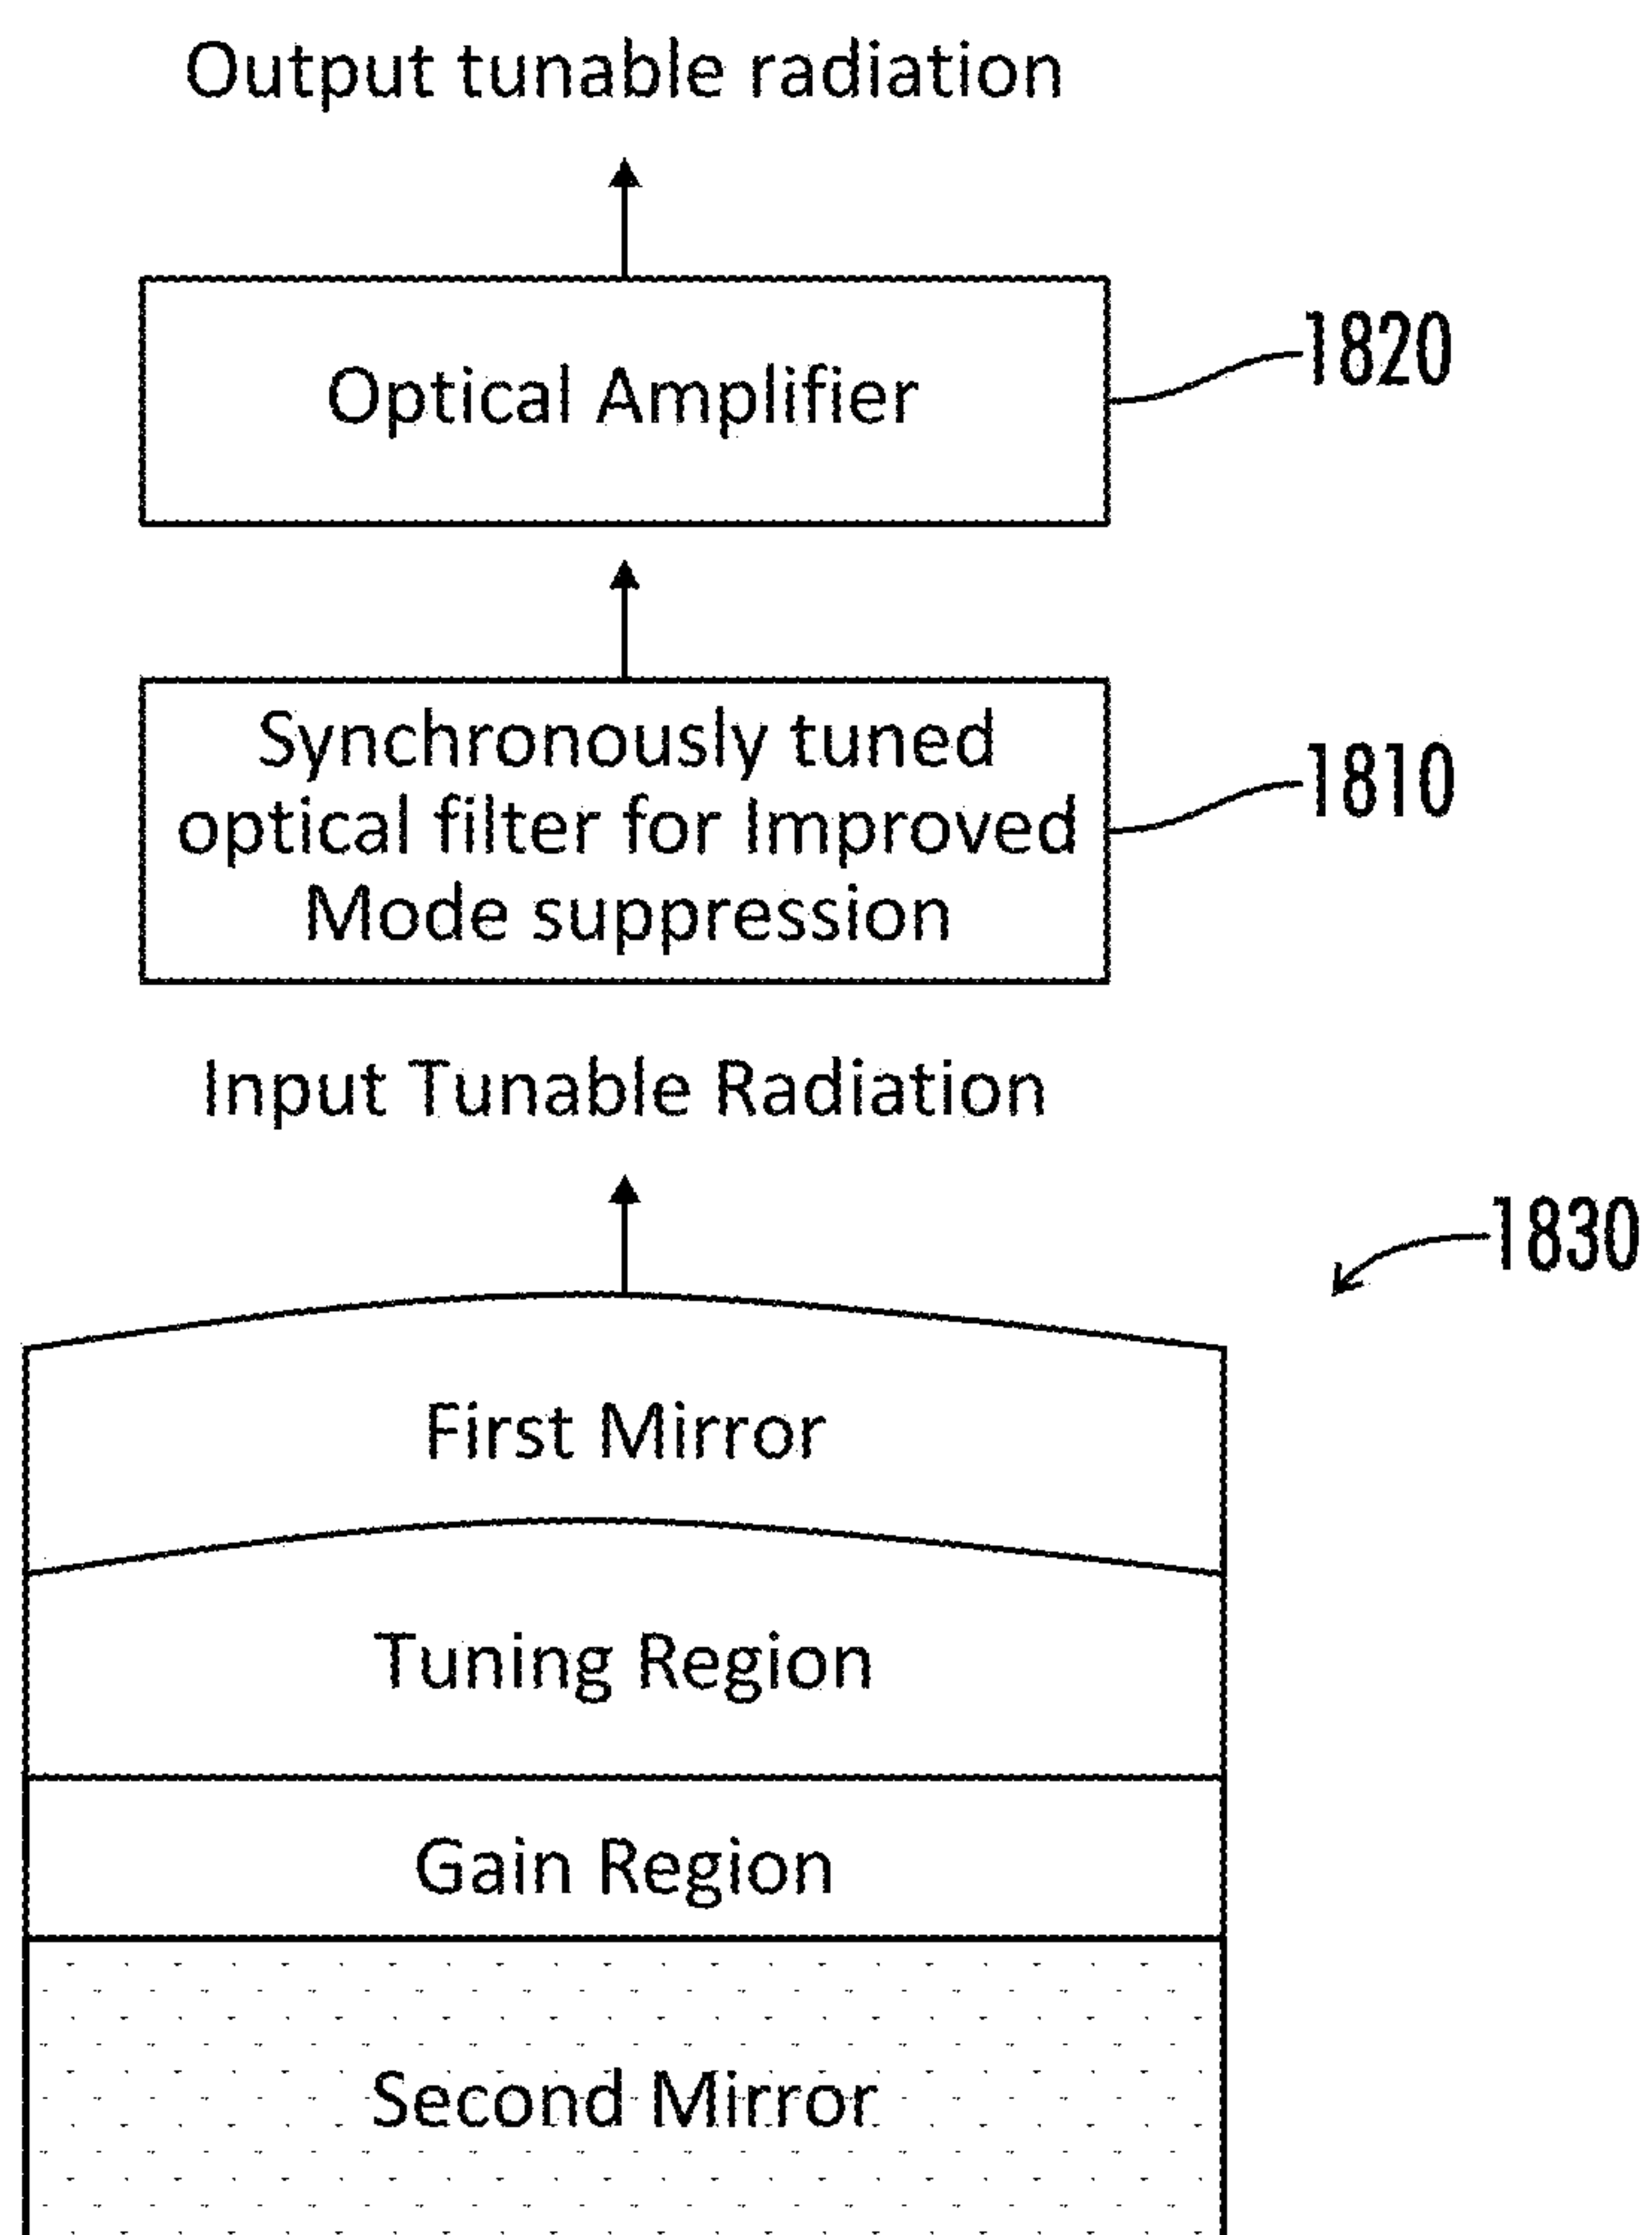 Output tunable radiation
Optical Amplifier
1820
Synchronously tuned
optical filter for Improved
Mode suppression
1810
Input Tunable Radiation
1830
First Mirror
Tuning Region
Gain Region
Second Mirror